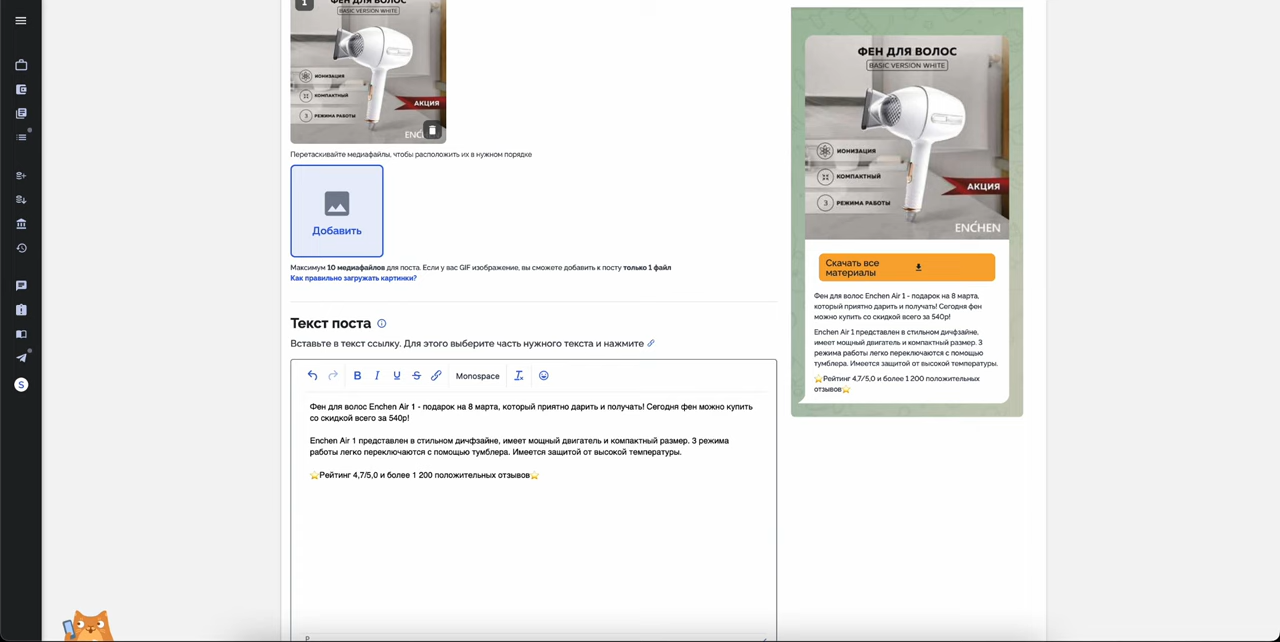 1
ФЕН ДЛЯ ВОЛОС
BASIC VERSION WHITE
ИОНИЗАЦИЯ
КОМПАКТНЫЙ
3 РЕЖИМА РАБОТЫ
АКЦИЯ
ENC
Перетаскивайте медиафайлы, чтобы расположить их в нужном порядке
Добавить
Максимум 10 медиафайлов для поста. Если у вас GIF изображение, вы сможете добавить к посту только 1 файл
Как правильно загружать картинки?
Текст поста
Вставьте в текст ссылку. Для этого выберите часть нужного текста и нажмите
B I U S Monospace
Фен для волос Enchen Air 1 - подарок на 8 марта, который приятно дарить и получать! Сегодня фен можно купить
со скидкой всего за 540р!
Enchen Air 1 представлен в стильном дичфзайне, имеет мощный двигатель и компактный размер. 3 режима
работы легко переключаются с помощью тумблера. Имеется защитой от высокой температуры.
⭐Рейтинг 4,7/5,0 и более 1 200 положительных отзывов⭐
P
S
ФЕН ДЛЯ ВОЛОС
BASIC VERSION WHITE
ИОНИЗАЦИЯ
КОМПАКТНЫЙ
3 РЕЖИМА РАБОТЫ
АКЦИЯ
ENCHEN
Скачать все
материалы
Фен для волос Enchen Air 1 - подарок на 8 марта,
который приятно дарить и получать! Сегодня фен
можно купить со скидкой всего за 540р!
Enchen Air 1 представлен в стильном дичфзайне,
имеет мощный двигатель и компактный размер. 3
режима работы легко переключаются с помощью
тумблера. Имеется защитой от высокой температуры.
⭐Рейтинг 4,7/5,0 и более 1 200 положительных
отзывов⭐